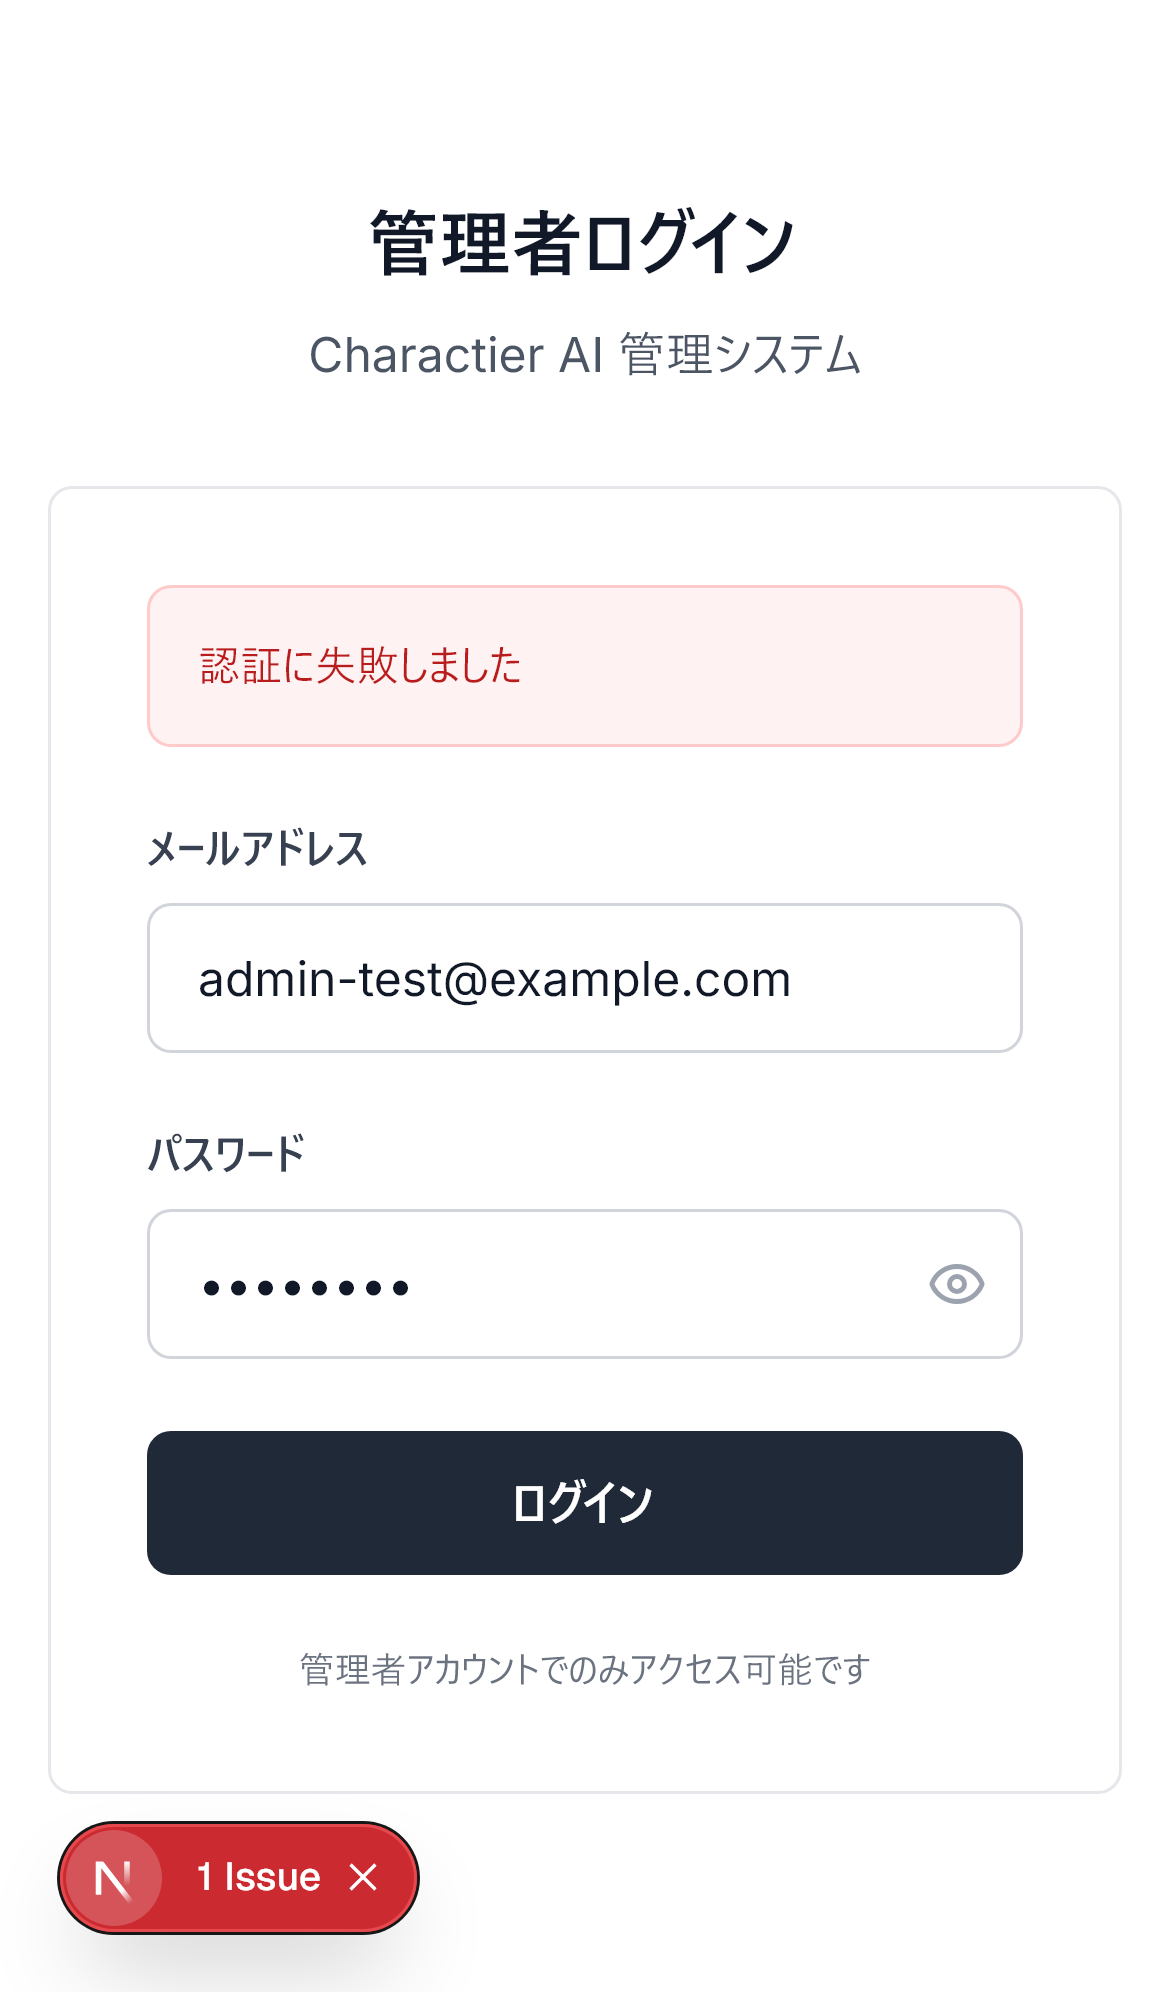 管理者ログイン
Charactier AI 管理システム
認証に失敗しました
メールアドレス
admin-test@example.com
パスワード
••••••••
ログイン
管理者アカウントでのみアクセス可能です
N 1 Issue